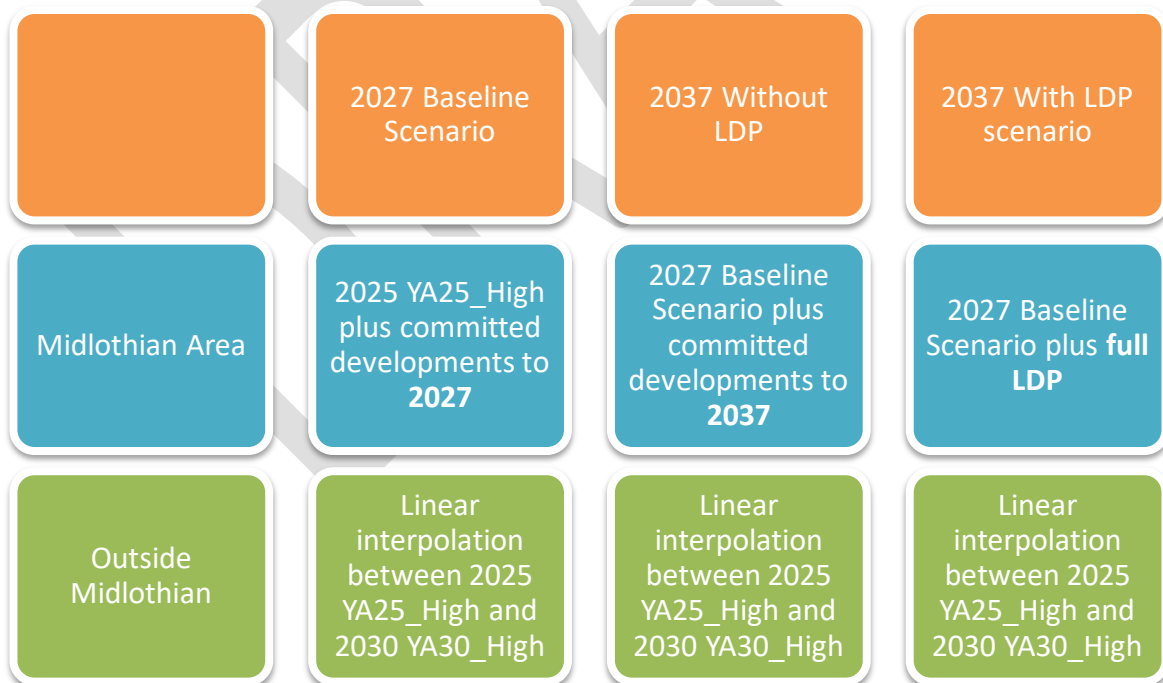 2027 Baseline
Scenario
2037 Without
LDP
2037 With LDP
scenario
Midlothian Area
2025 YA25_High
plus committed
developments to
2027
2027 Baseline
Scenario plus
committed
developments to
2037
2027 Baseline
Scenario plus full
LDP
Outside
Midlothian
Linear
interpolation
between 2025
YA25_High and
2030 YA30_High
Linear
interpolation
between 2025
YA25_High and
2030 YA30_High
Linear
interpolation
between 2025
YA25_High and
2030 YA30_High